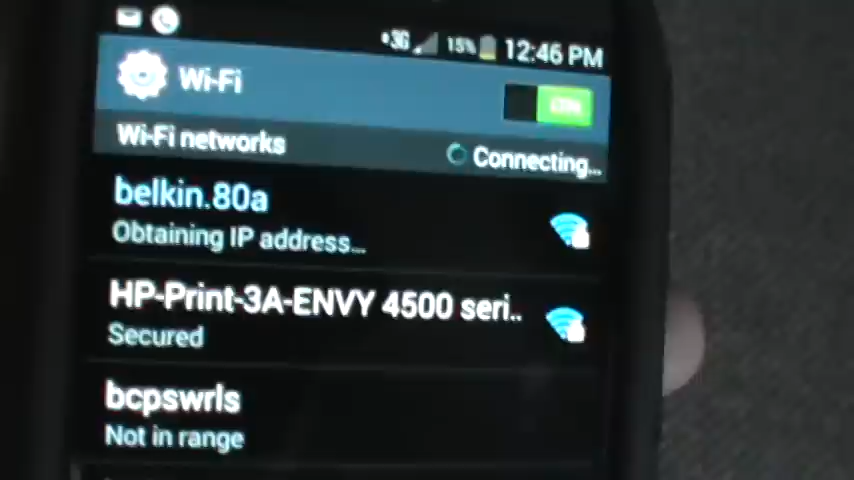 3G 15% 12:46 PM
Wi-Fi ON
Wi-Fi networks Connecting...
belkin.80a
Obtaining IP address...
HP-Print-3A-ENVY 4500 seri..
Secured
bcpswrls
Not in range